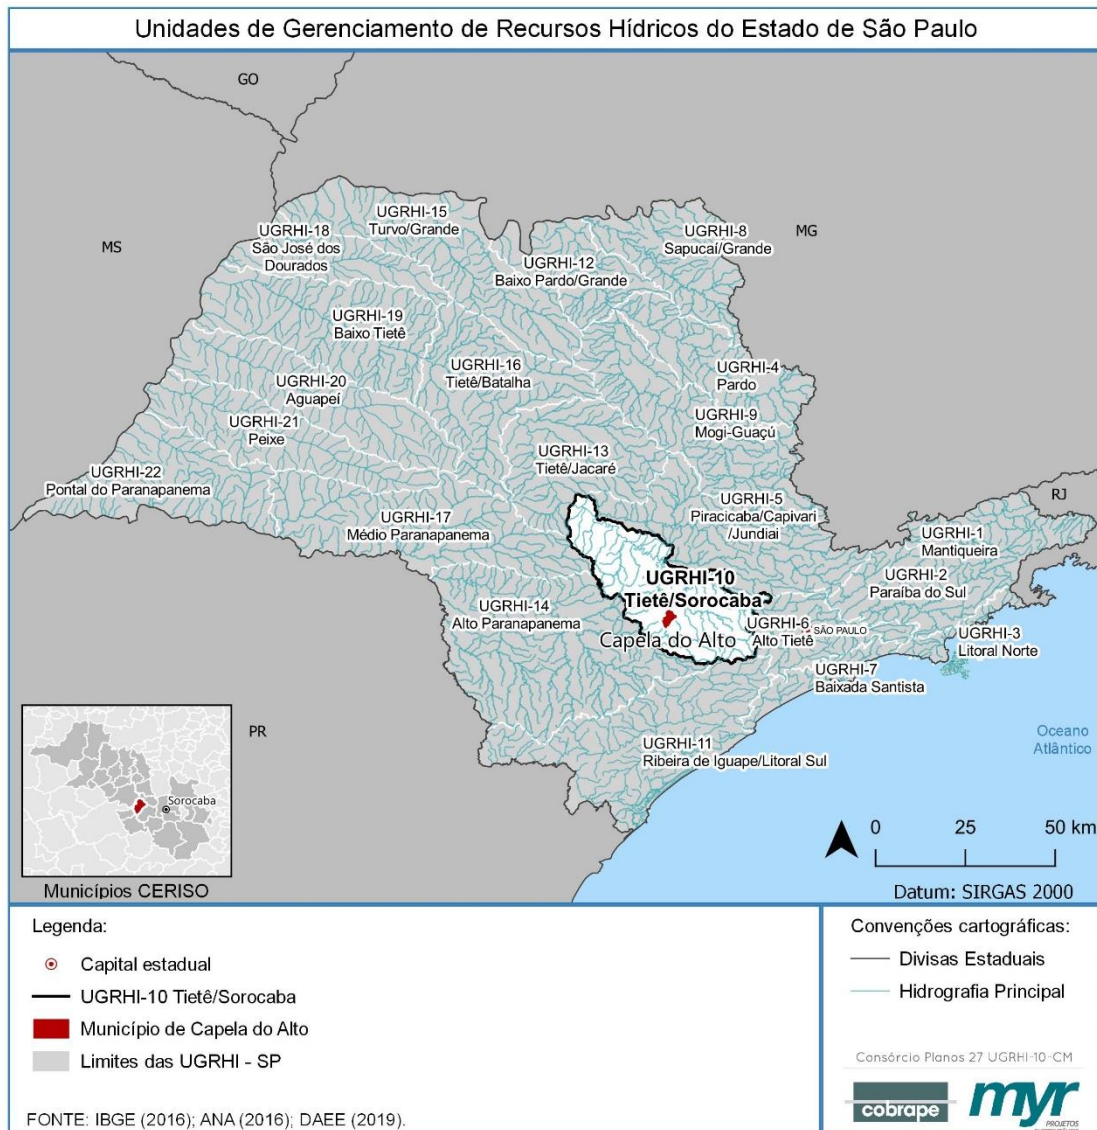 Unidades de Gerenciamento de Recursos Hídricos do Estado de São Paulo
GO
MS
MG
UGRHI-15
Turvo/Grande
UGRHI-18
São José dos
Dourados
UGRHI-8
Sapucaí/Grande
UGRHI-12
Baixo Pardo/Grande
UGRHI-19
Baixo Tietê
UGRHI-16
Tietê/Batalha
UGRHI-4
Pardo
UGRHI-20
Aguapeí
UGRHI-9
Mogi-Guaçú
UGRHI-21
Peixe
UGRHI-13
Tietê/Jacaré
UGRHI-22
Pontal do Paranapanema
UGRHI-5
Piracicaba/Capivari
/Jundiai
RJ
UGRHI-17
Médio Paranapanema
UGRHI-1
Mantiqueira
UGRHI-10
Tietê/Sorocaba
UGRHI-2
Paraíba do Sul
UGRHI-14
Alto Paranapanema
Capela do Alto
UGRHI-6
Alto Tietê
SÃO PAULO
UGRHI-3
Litoral Norte
UGRHI-7
Baixada Santista
PR
UGRHI-11
Ribeira de Iguape/Litoral Sul
Oceano
Atlântico
Sorocaba
Municípios CERISO
0 25 50 km
Datum: SIRGAS 2000
Legenda:
Capital estadual
UGRHI-10 Tietê/Sorocaba
Município de Capela do Alto
Limites das UGRHI - SP
FONTE: IBGE (2016); ANA (2016); DAEE (2019).
Convenções cartográficas:
Divisas Estaduais
Hidrografia Principal
Consórcio Planos 27 UGRHI-10-CM
cobrape
myr
PROJETOS